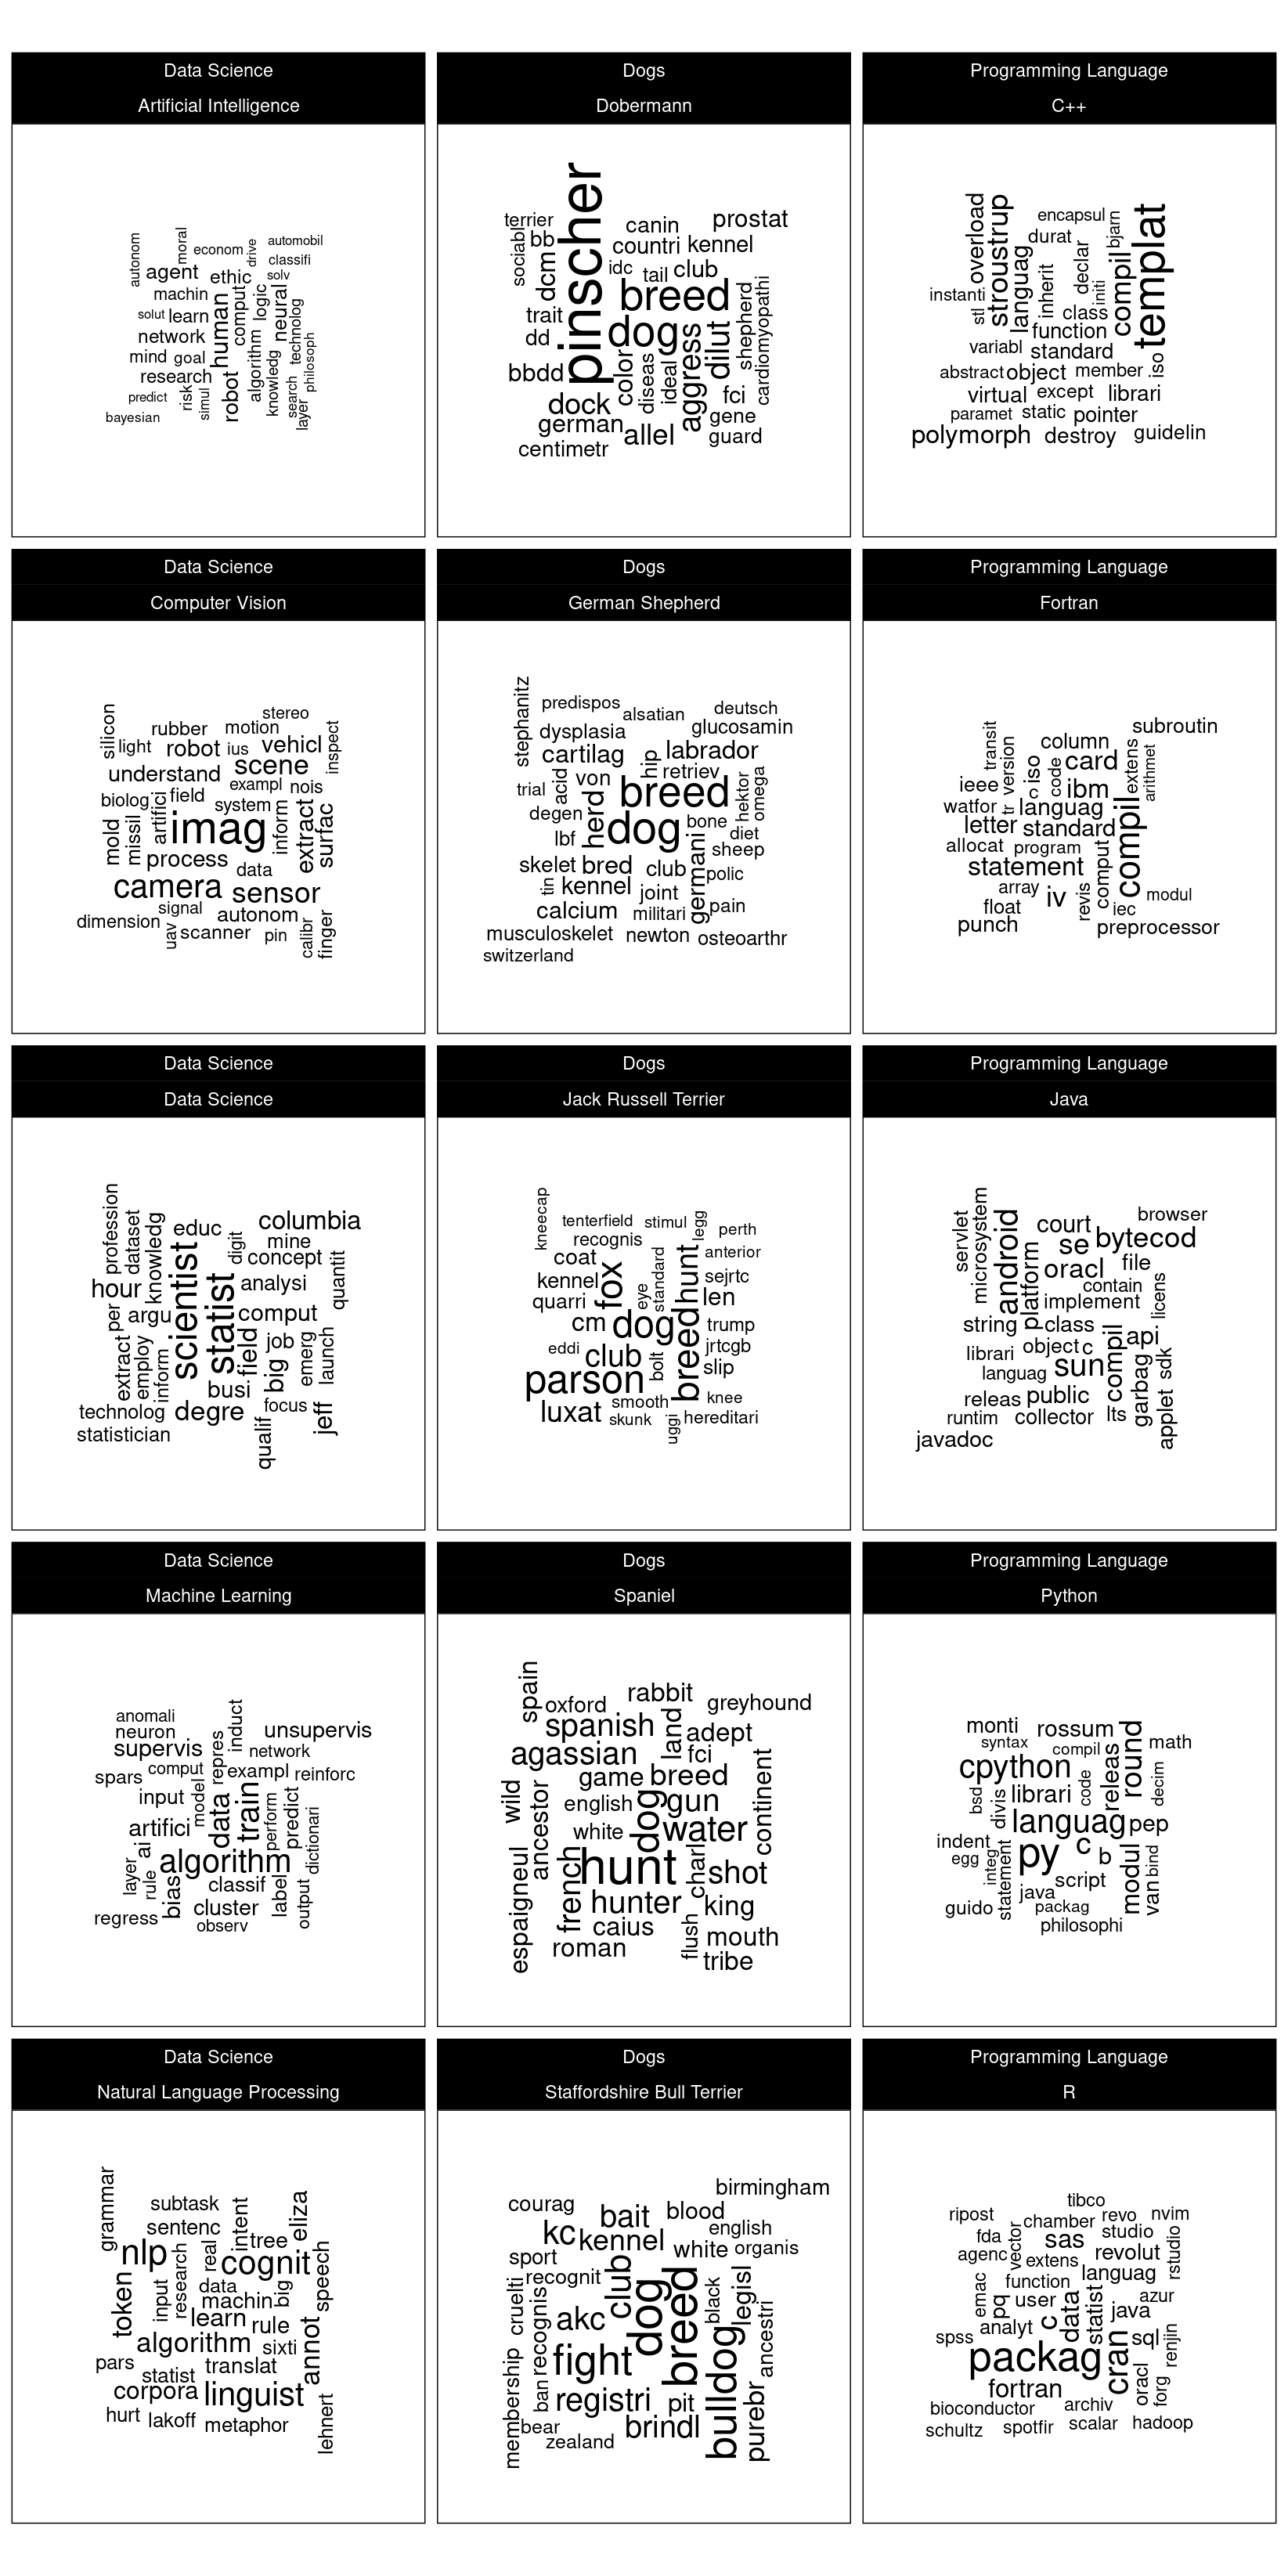 Data Science
Artificial Intelligence
autonom
moral
econom
drive
automobil
classifi
agent
ethic
solv
machin
human
comput
logic
neural
technolog
solut
learn
network
mind
goal
research
algorithm
knowledg
philosoph
predict
risk
simul
robot
search
layer
bayesian
Dogs
Dobermann
pinscher
terrier
sociabl
bb
canin
prostat
countri
kennel
dcm
idc
tail
club
breed
trait
dog
dd
color
diseas
ideal
aggress
dilut
shepherd
cardiomyopathi
bbdd
dock
fci
german
allel
gene
guard
centimetr
Programming Language
C++
overload
stroustrup
encapsul
bjarn
templat
durat
languag
inherit
declar
initi
compil
instanti
stl
class
function
variabl
standard
abstract
object
member
iso
virtual
except
librari
paramet
static
pointer
polymorph
destroy
guidelin
Data Science
Computer Vision
silicon
rubber
motion
stereo
light
robot
ius
vehicl
inspect
understand
scene
exampl
nois
biolog
field
system
artifici
imag
inform
extract
surfac
mold
missil
process
data
camera
sensor
signal
dimension
autonom
uav
scanner
pin
calibr
finger
Dogs
German Shepherd
stephanitz
predispos
alsatian
deutsch
dysplasia
glucosamin
cartilag
hip
labrador
retriev
trial
acid
von
breed
hektor
omega
degen
herd
dog
bone
lbf
diet
sheep
skelet
bred
club
germani
polic
tin
kennel
joint
calcium
militari
pain
musculoskelet
newton
osteoarthr
switzerland
Programming Language
Fortran
transit
version
column
subroutin
iso
code
card
extens
arithmet
ieee
ibm
watfor
tr
languag
c
letter
standard
compil
allocat
program
statement
comput
array
iv
revis
modul
float
iec
punch
preprocessor
Data Science
Data Science
profession
dataset
knowledg
educ
digit
columbia
mine
concept
quantit
hour
scientist
statist
analysi
per
argu
comput
extract
employ
inform
field
job
big
emerg
launch
busi
technolog
degre
focus
jeff
qualif
statistician
Dogs
Jack Russell Terrier
kneecap
tenterfield
stimul
legg
perth
recognis
coat
anterior
kennel
fox
eye
standard
hunt
sejrtc
quarri
len
cm
dog
breed
trump
eddi
club
bolt
jrtcgb
parson
slip
luxat
smooth
knee
skunk
uggi
hereditari
Programming Language
Java
servlet
microsystem
android
court
browser
se
bytecod
platform
oracl
file
contain
implement
licens
string
class
compil
api
librari
object
c
languag
sun
garbag
sdk
releas
public
runtim
collector
lts
applet
javadoc
Data Science
Machine Learning
anomali
neuron
induct
unsupervis
supervis
repres
network
spars
comput
exampl
reinforc
input
model
data
train
perform
predict
dictionari
artifici
ai
algorithm
layer
rule
bias
classif
label
output
cluster
regress
observ
Dogs
Spaniel
spain
oxford
rabbit
greyhound
spanish
land
adept
agassian
fci
continent
game
breed
wild
ancestor
english
dog
gun
white
water
hunt
charl
shot
espaigneul
french
hunter
king
caius
flush
mouth
roman
tribe
Programming Language
Python
monti
rossum
round
math
syntax
compil
cpython
releas
decim
bsd
divis
librari
code
languag
pep
indent
egg
integ
statement
py
c
b
modul
van
bind
script
java
guido
packag
philosophi
Data Science
Natural Language Processing
grammar
subtask
intent
eliza
sentenc
tree
nlp
research
real
cognit
speech
token
input
data
machin
big
learn
rule
annot
algorithm
sixti
pars
statist
translat
corpora
linguist
hurt
lakoff
metaphor
lehnert
Dogs
Staffordshire Bull Terrier
birmingham
courag
bait
blood
kc
kennel
english
white
organis
sport
recognit
club
dog
breed
black
legisl
cruelti
recognis
akc
ancestri
membership
ban
fight
bulldog
registri
pit
purebr
bear
brindl
zealand
Programming Language
R
tibco
ripost
chamber
revo
nvim
fda
vector
sas
studio
rstudio
agenc
extens
revolut
languag
emac
function
pq
user
c
data
statist
azur
java
analyt
spss
cran
sql
renjin
packag
fortran
oracl
forg
bioconductor
archiv
schultz
spotfir
scalar
hadoop